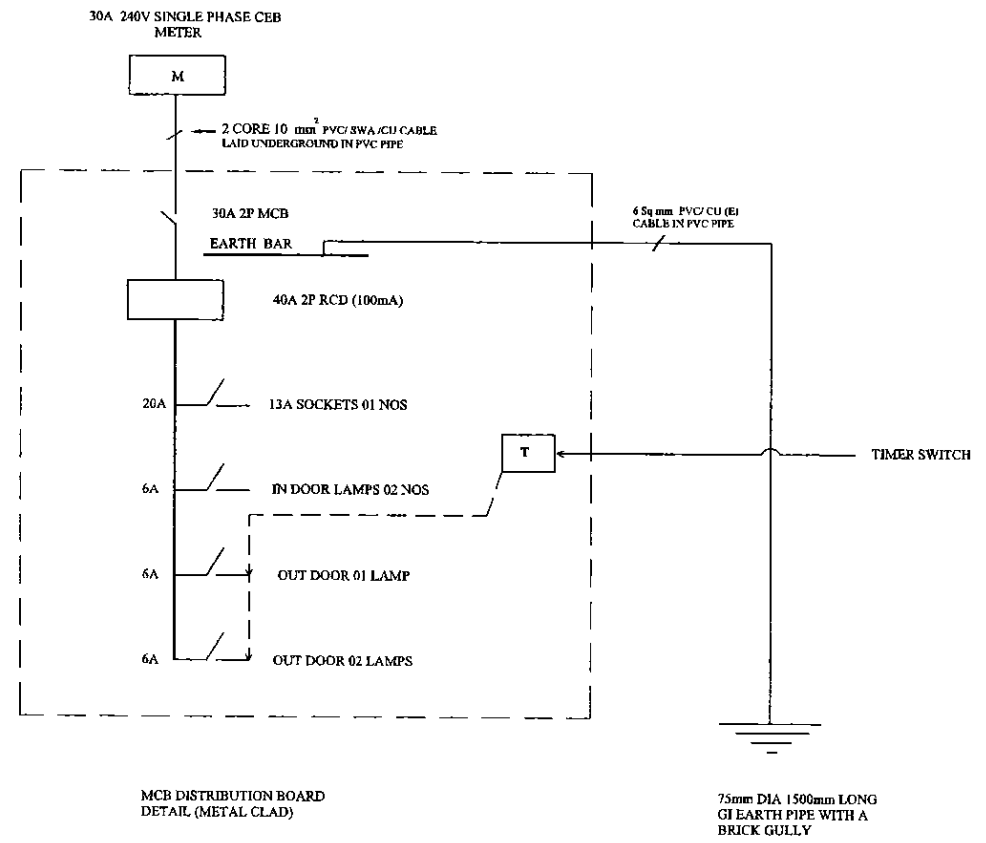 30A 240V SINGLE PHASE CEB
METER
M
2 CORE 10 mm2 PVC/ SWA /CU CABLE
LAID UNDERGROUND IN PVC PIPE
30A 2P MCB
6 Sq mm PVC/ CU (E)
CABLE IN PVC PIPE
EARTH BAR
40A 2P RCD (100mA)
20A
13A SOCKETS 01 NOS
T
TIMER SWITCH
6A
IN DOOR LAMPS 02 NOS
6A
OUT DOOR 01 LAMP
6A
OUT DOOR 02 LAMPS
MCB DISTRIBUTION BOARD
DETAIL (METAL CLAD)
75mm DIA 1500mm LONG
GI EARTH PIPE WITH A
BRICK GULLY